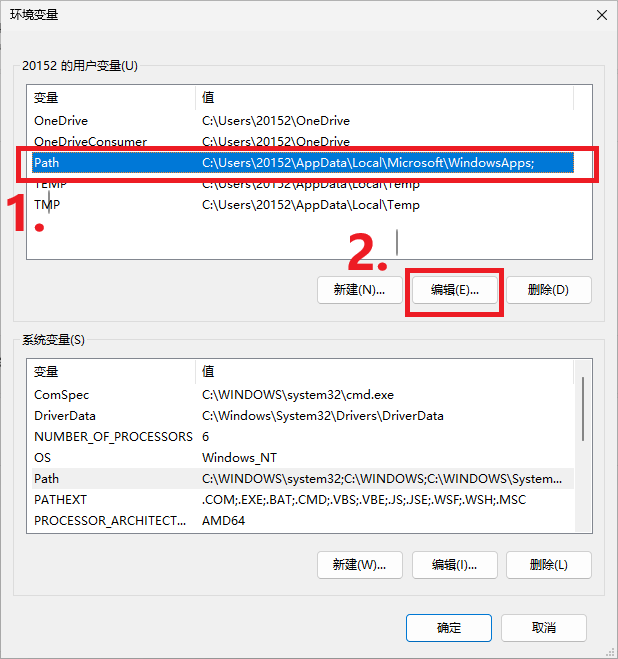 环境变量
20152 的用户变量(U)
变量 值
OneDrive C:\Users\20152\OneDrive
OneDriveConsumer C:\Users\20152\OneDrive
Path C:\Users\20152\AppData\Local\Microsoft\WindowsApps;
TEMP C:\Users\20152\AppData\Local\Temp
TMP C:\Users\20152\AppData\Local\Temp
1.
2.
新建(N)... 编辑(E)... 删除(D)
系统变量(S)
变量 值
ComSpec C:\WINDOWS\system32\cmd.exe
DriverData C:\Windows\System32\Drivers\DriverData
NUMBER_OF_PROCESSORS 6
OS Windows_NT
Path C:\WINDOWS\system32;C:\WINDOWS;C:\WINDOWS\System...
PATHEXT .COM;.EXE;.BAT;.CMD;.VBS;.VBE;.JS;.JSE;.WSF;.WSH;.MSC
PROCESSOR_ARCHITECT... AMD64
新建(W)... 编辑(I)... 删除(L)
确定 取消